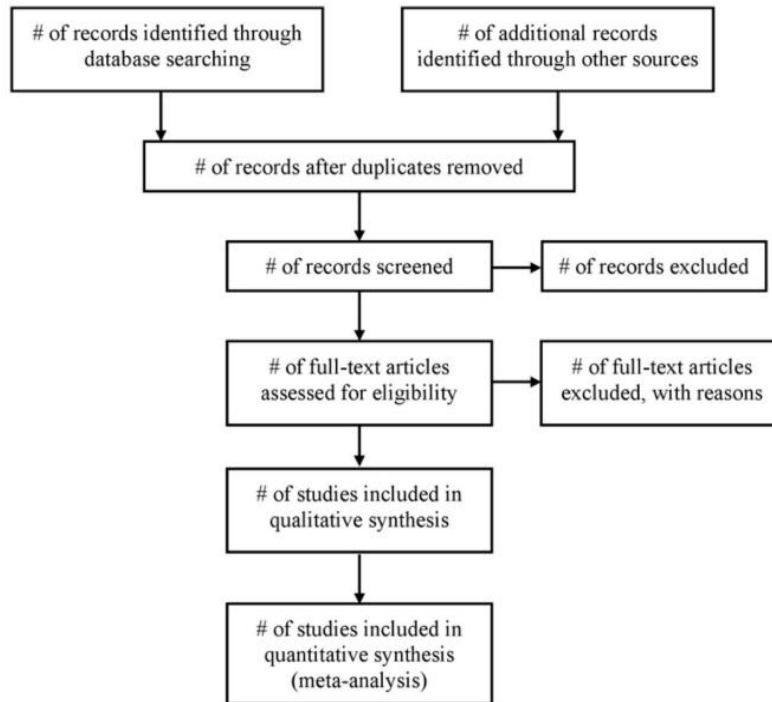 # of records identified through
database searching
# of additional records
identified through other sources
# of records after duplicates removed
# of records screened
# of records excluded
# of full-text articles
assessed for eligibility
# of full-text articles
excluded, with reasons
# of studies included in
qualitative synthesis
# of studies included in
quantitative synthesis
(meta-analysis)